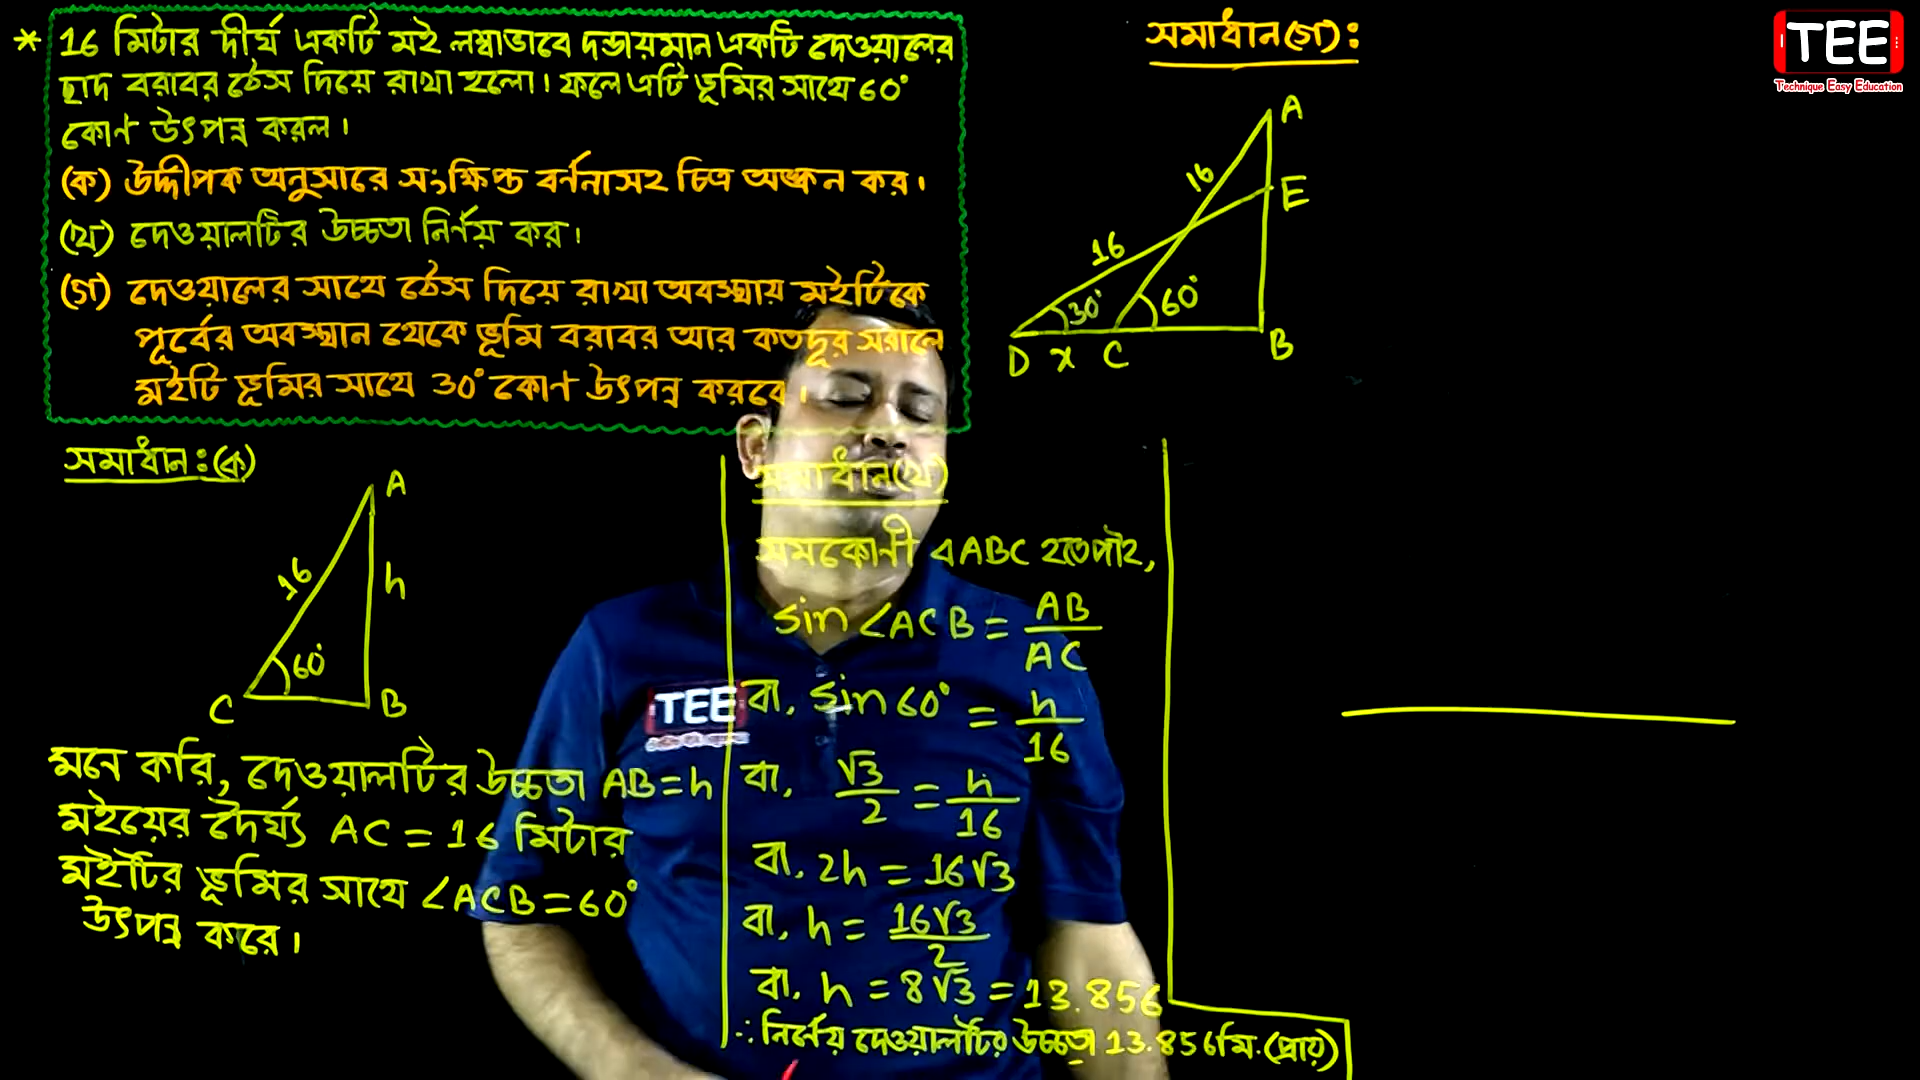 * 16 মিটার দীর্ঘ একটি মই লম্বাভাবে দন্ডায়মান একটি দেওয়ালের
ছাদ বরাবর ঠেস দিয়ে রাখা হলো। ফলে এটি ভূমির সাথে 60°
কোণ উৎপন্ন করল।
(ক) উদ্দীপক অনুসারে সংক্ষিপ্ত বর্ননাসহ চিত্র অঙ্কন কর।
(খ) দেওয়ালটির উচ্চতা নির্ণয় কর।
(গ) দেওয়ালের সাথে ঠেস দিয়ে রাখা অবস্থায় মইটিকে
পূর্বের অবস্থান থেকে ভূমি বরাবর আর কতদূর সরালে
মইটি ভূমির সাথে 30° কোণ উৎপন্ন করবে।
সমাধান : (ক)
A
16
h
60°
C
B
মনে করি, দেওয়ালটির উচ্চতা AB = h
মইয়ের দৈর্ঘ্য AC = 16 মিটার
মইটির ভূমির সাথে ∠ACB = 60°
উৎপন্ন করে।
সমাধান (খ)
সমকোণী ⊿ABC হতে পাই,
sin ∠ACB = AB/AC
বা, sin 60° = h/16
বা, √3/2 = h/16
বা, 2h = 16√3
বা, h = 16√3/2
বা, h = 8√3 = 13.856
∴ নির্ণেয় দেওয়ালটির উচ্চতা 13.856 মি. (প্রায়)
সমাধান (গ) :
A
16
E
16
30°
60°
D x C B
TEE
Technique Easy Education
TEE